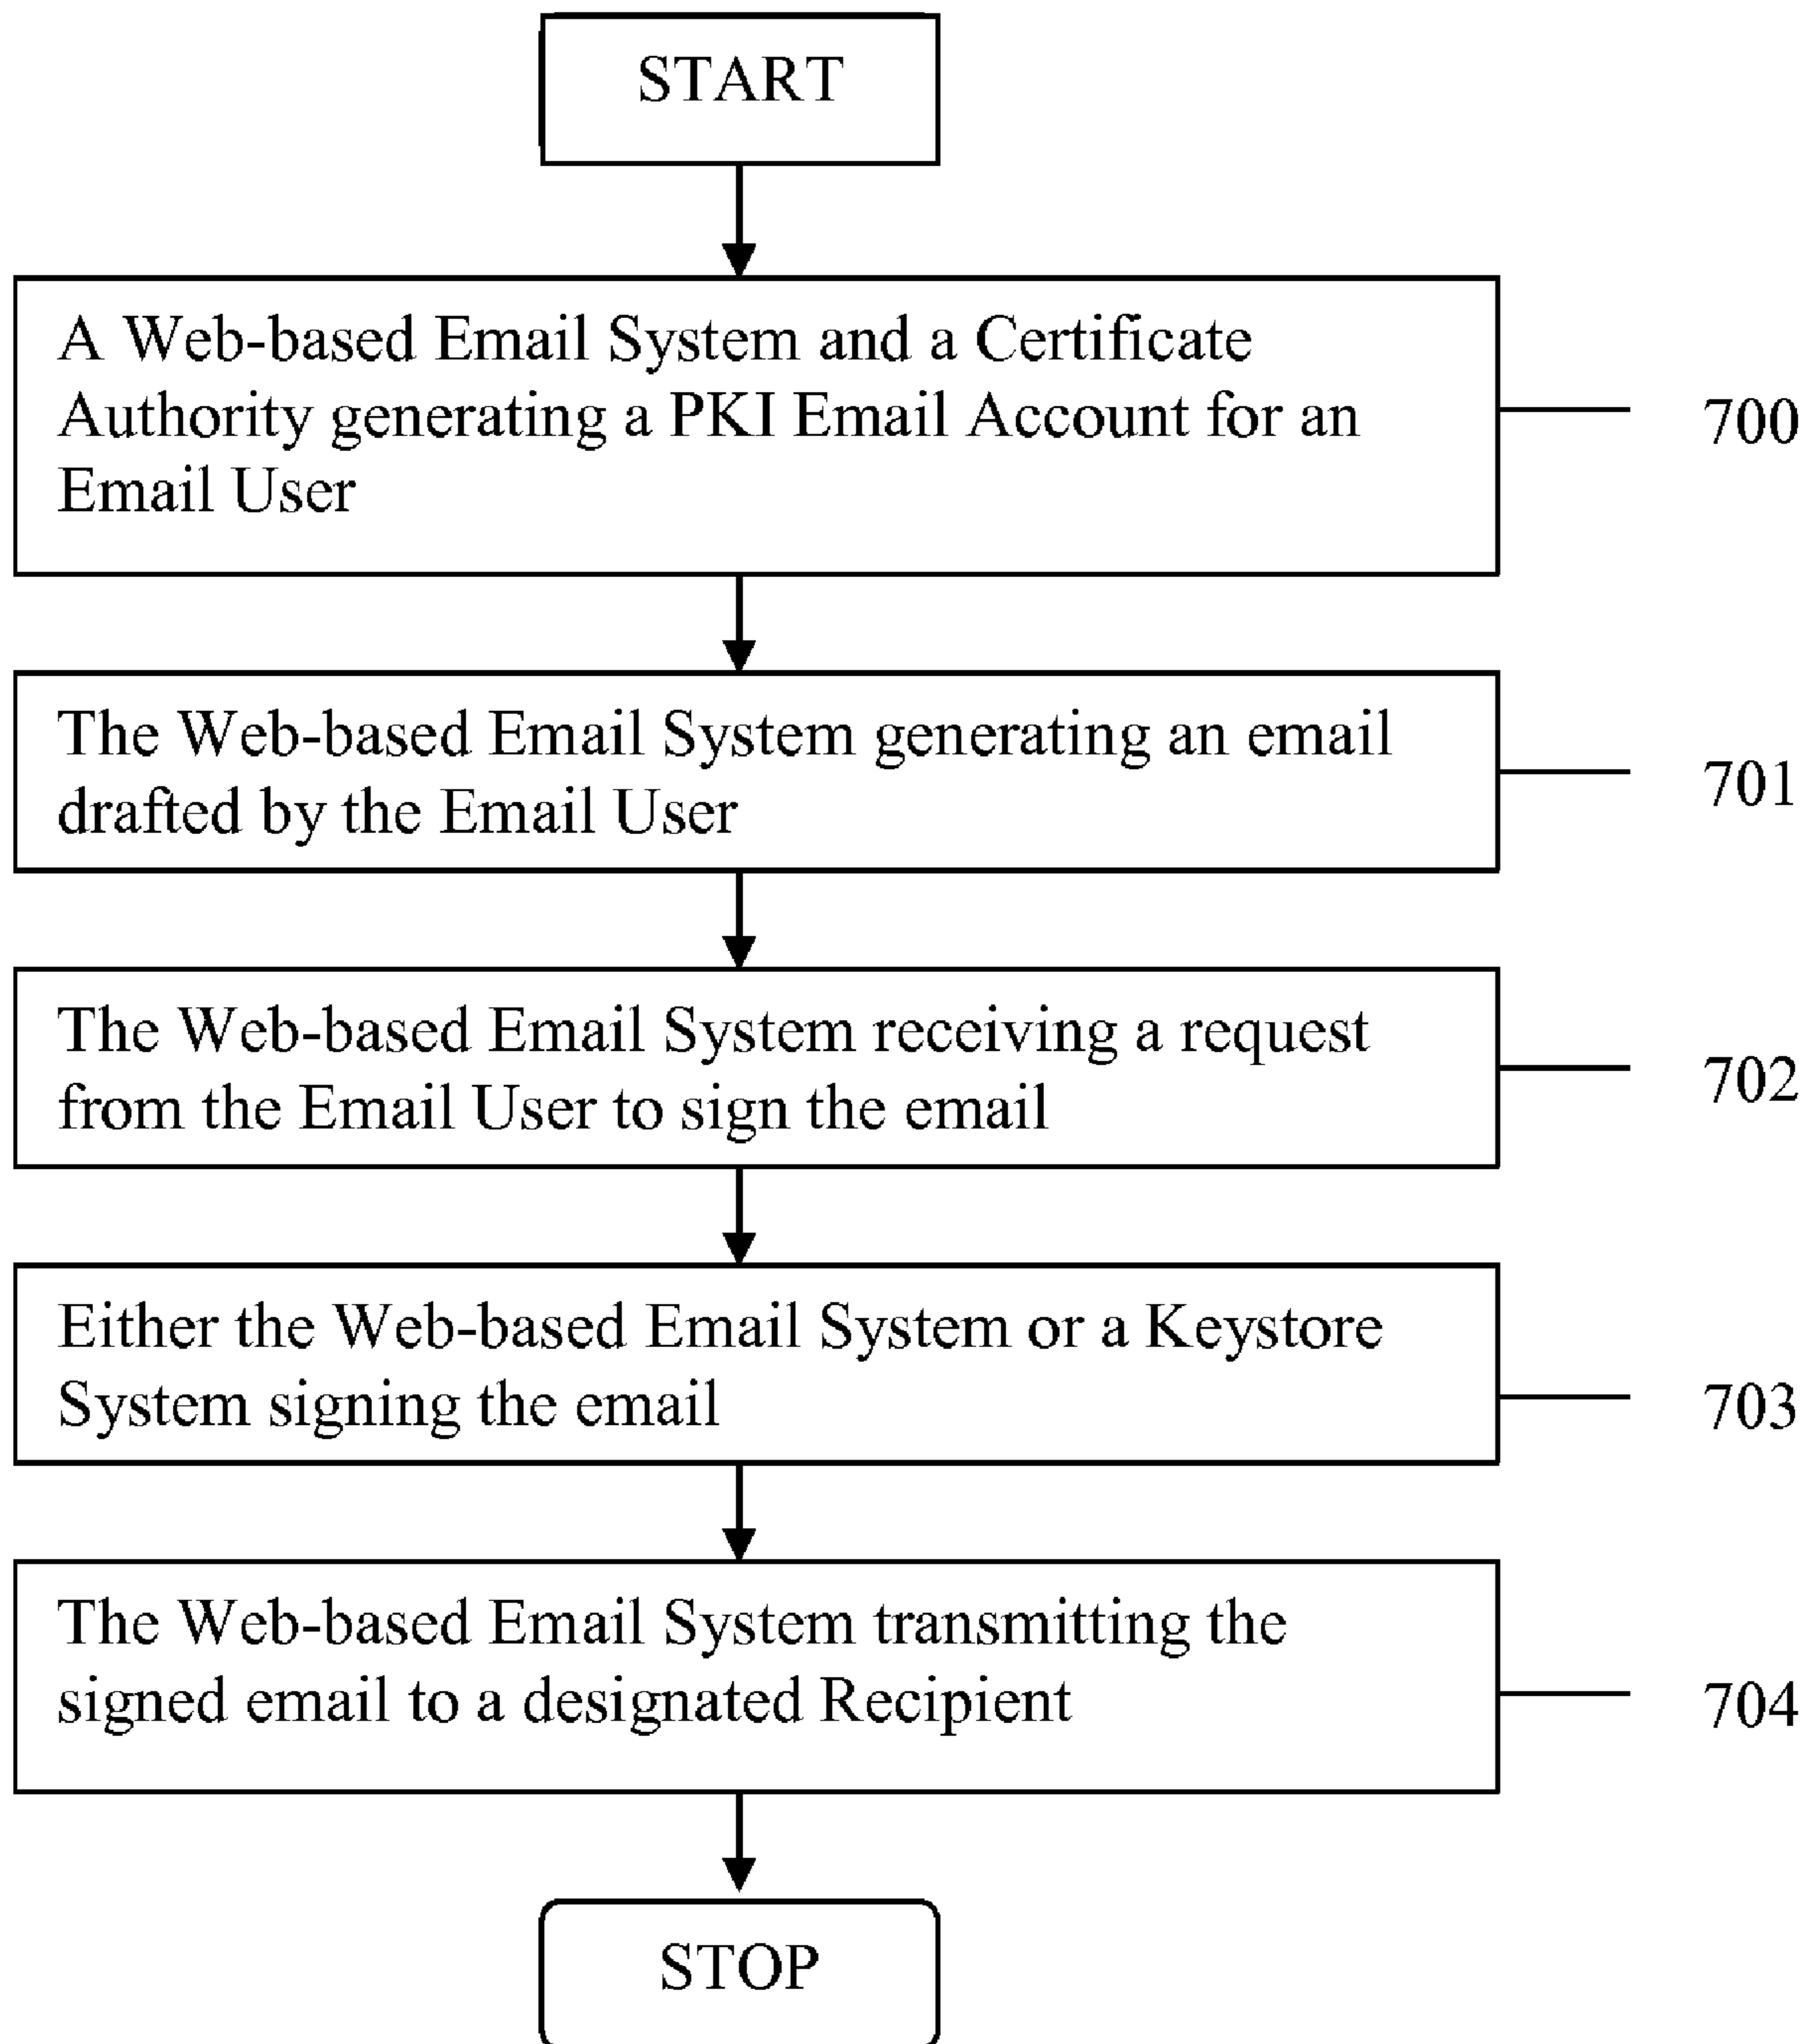 START
A Web-based Email System and a Certificate
Authority generating a PKI Email Account for an
Email User
700
The Web-based Email System generating an email
drafted by the Email User
701
The Web-based Email System receiving a request
from the Email User to sign the email
702
Either the Web-based Email System or a Keystore
System signing the email
703
The Web-based Email System transmitting the
signed email to a designated Recipient
704
STOP